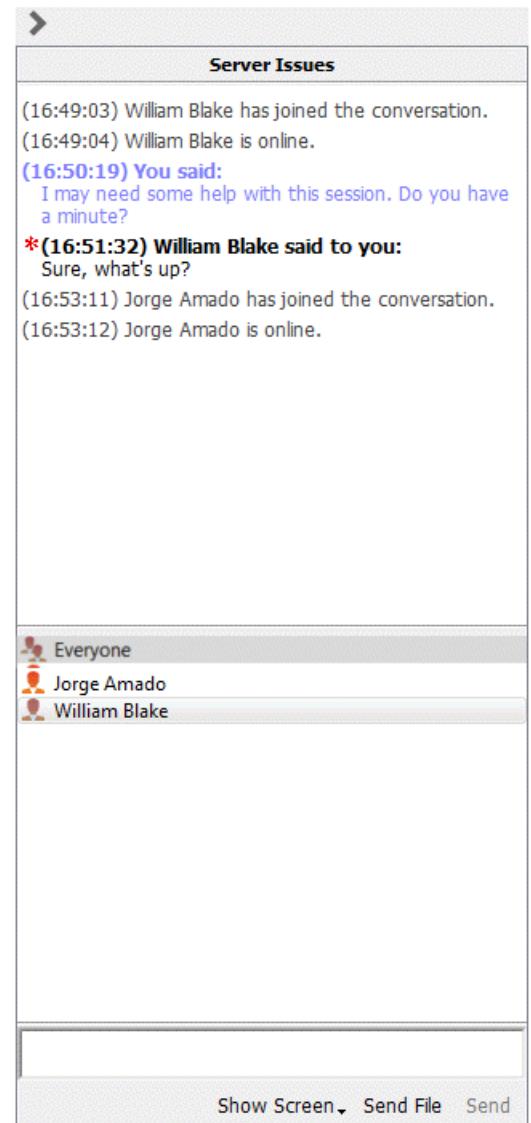 Server Issues
(16:49:03) William Blake has joined the conversation.
(16:49:04) William Blake is online.
(16:50:19) You said:
I may need some help with this session. Do you have
a minute?
*(16:51:32) William Blake said to you:
Sure, what's up?
(16:53:11) Jorge Amado has joined the conversation.
(16:53:12) Jorge Amado is online.
Everyone
Jorge Amado
William Blake
Show Screen Send File Send